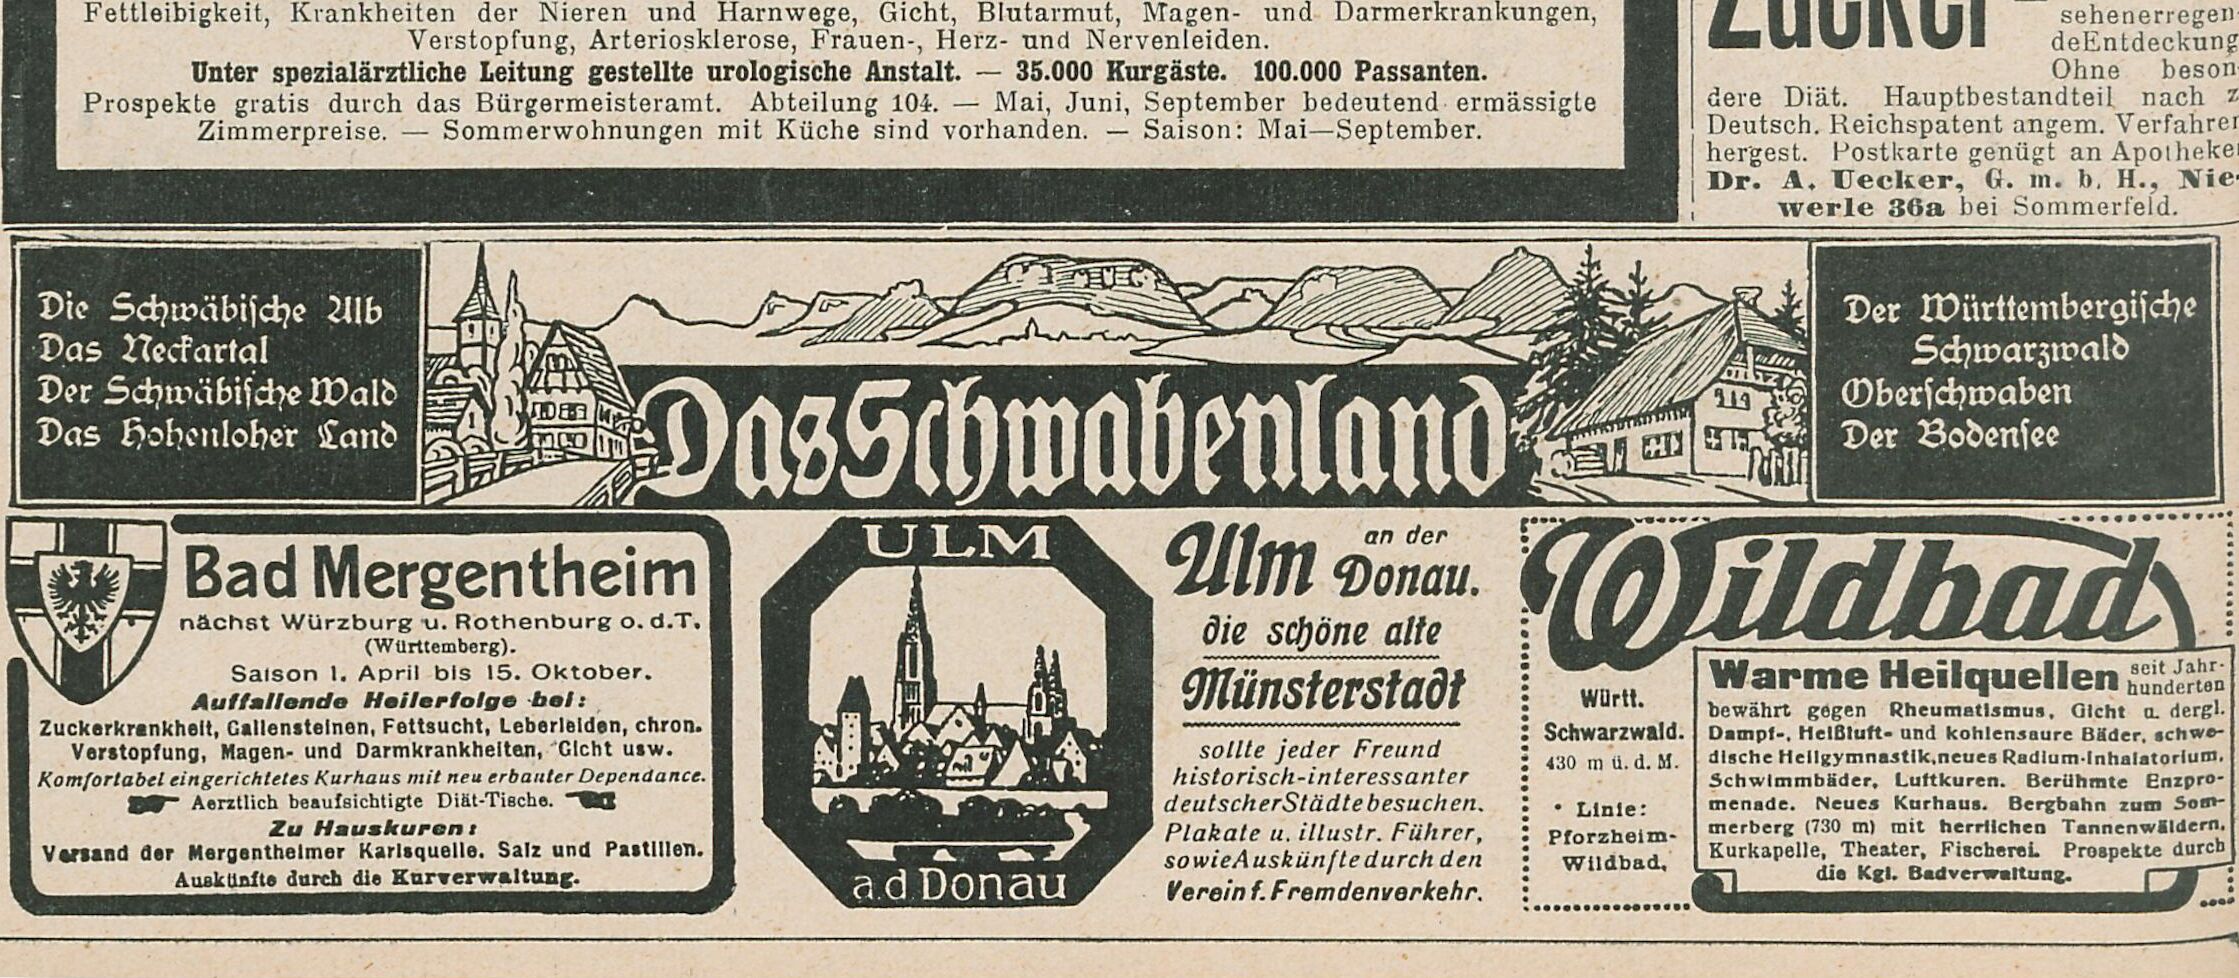 Fettleibigkeit, Krankheiten der Nieren und Harnwege, Gicht, Blutarmut, Magen- und Darmerkrankungen,
Verstopfung, Arteriosklerose, Frauen-, Herz- und Nervenleiden.
Unter spezialärztliche Leitung gestellte urologische Anstalt. — 35.000 Kurgäste. 100.000 Passanten.
Prospekte gratis durch das Bürgermeisteramt. Abteilung 104. — Mai, Juni, September bedeutend ermässigte
Zimmerpreise. — Sommerwohnungen mit Küche sind vorhanden. — Saison: Mai—September.
Zucker-
sehenerregen-
deEntdeckung
Ohne beson-
dere Diät. Hauptbestandteil nach z
Deutsch. Reichspatent angem. Verfahren
hergest. Postkarte genügt an Apotheker
Dr. A. Uecker, G. m. b. H., Nie-
werle 36a bei Sommerfeld.
Die Schwäbische Alb
Das Neckartal
Der Schwäbische Wald
Das Hohenloher Land
Das Schwabenland
Der Württembergische
Schwarzwald
Oberschwaben
Der Bodensee
Bad Mergentheim
nächst Würzburg u. Rothenburg o. d. T.
(Württemberg).
Saison 1. April bis 15. Oktober.
Auffallende Heilerfolge bei:
Zuckerkrankheit, Gallensteinen, Fettsucht, Leberleiden, chron.
Verstopfung, Magen- und Darmkrankheiten, Gicht usw.
Komfortabel eingerichtetes Kurhaus mit neu erbauter Dependance.
Aerztlich beaufsichtigte Diät-Tische.
Zu Hauskuren:
Versand der Mergentheimer Karlsquelle. Salz und Pastillen.
Auskünfte durch die Kurverwaltung.
ULM
a.d. Donau
Ulm an der
Donau.
die schöne alte
Münsterstadt
sollte jeder Freund
historisch-interessanter
deutscher Städte besuchen.
Plakate u. illustr. Führer,
sowie Auskünfte durch den
Verein f. Fremdenverkehr.
Wildbad
Württ.
Schwarzwald.
430 m ü. d. M.
• Linie:
Pforzheim-
Wildbad.
Warme Heilquellen seit Jahr-
hunderten
bewährt gegen Rheumatismus, Gicht u. dergl.
Dampf-, Heißluft- und kohlensaure Bäder, schwe-
dische Heilgymnastik, neues Radium-Inhalatorium,
Schwimmbäder, Luftkuren. Berühmte Enzpro-
menade. Neues Kurhaus. Bergbahn zum Som-
merberg (730 m) mit herrlichen Tannenwäldern,
Kurkapelle, Theater, Fischerei. Prospekte durch
die Kgl. Badverwaltung.